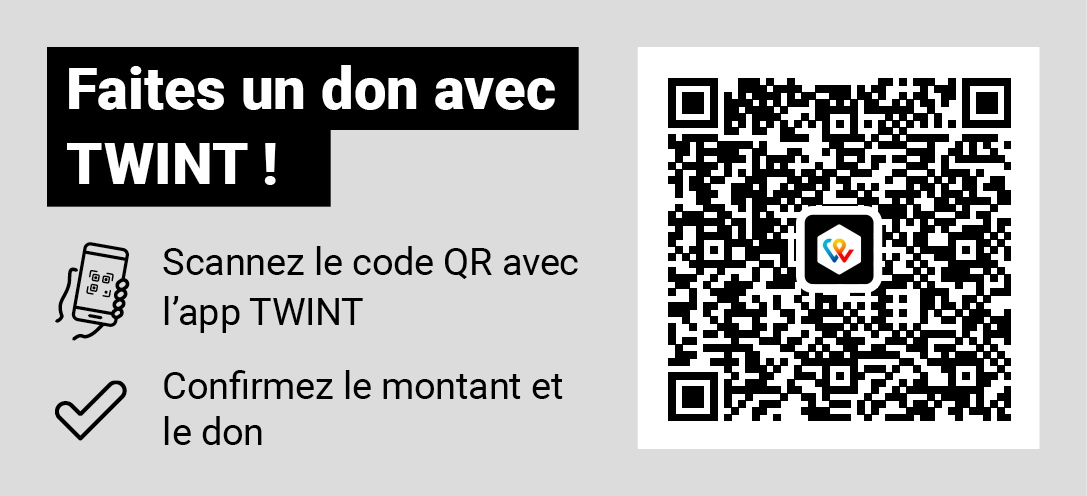 Faites un don avec
TWINT !
Scannez le code QR avec
l’app TWINT
Confirmez le montant et
le don